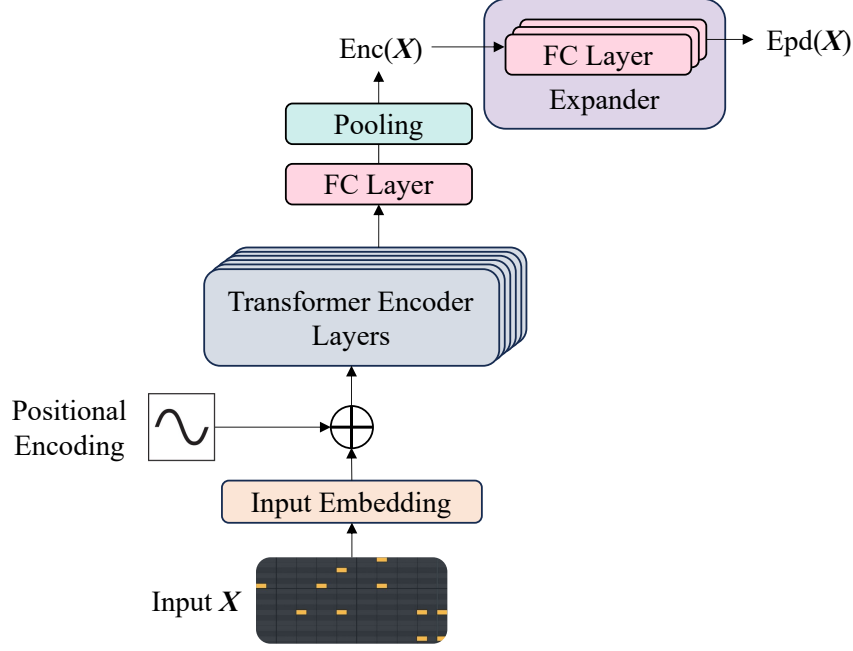 Enc(X)
FC Layer
Epd(X)
Expander
Pooling
FC Layer
Transformer Encoder
Layers
Positional
Encoding
Input Embedding
Input X